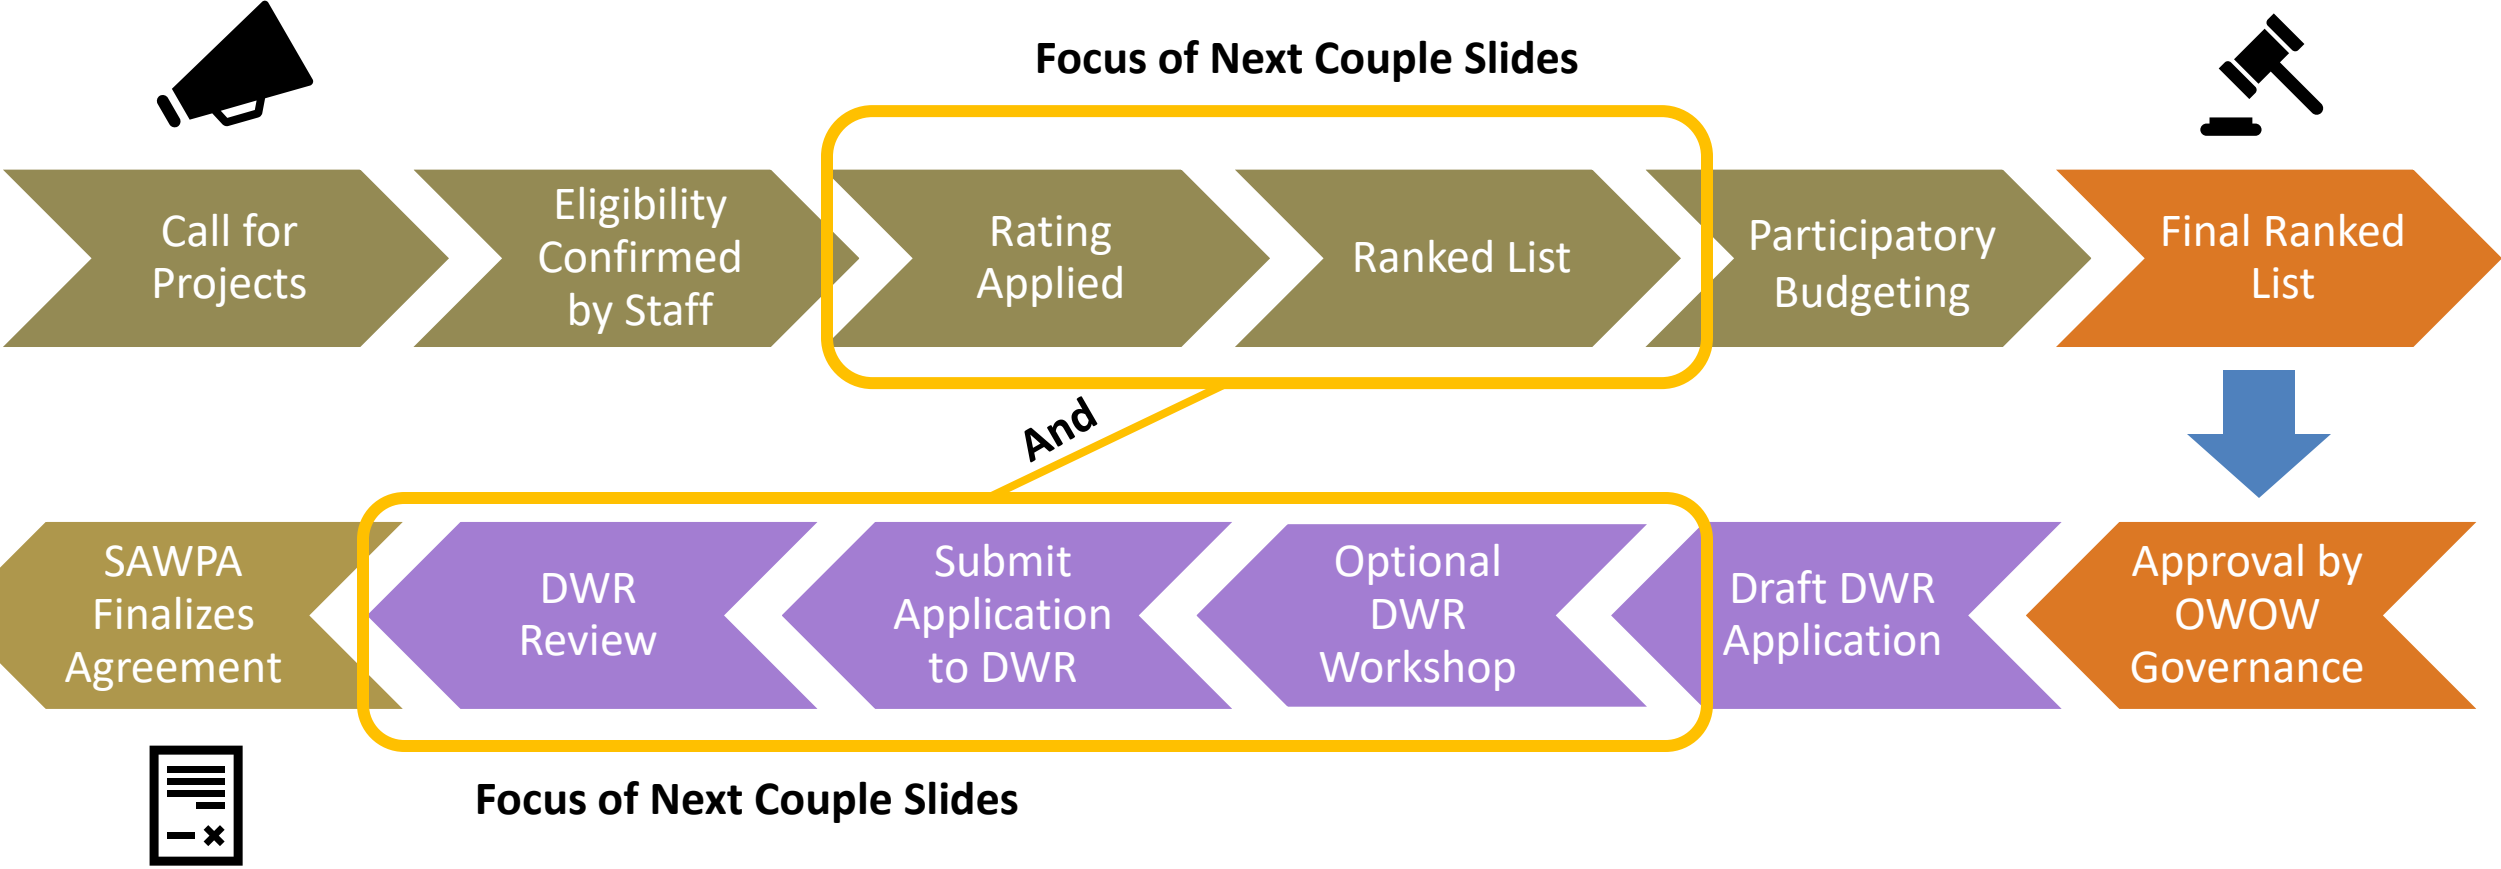 Focus of Next Couple Slides
Call for
Projects
Eligibility
Confirmed
by Staff
Rating
Applied
Ranked List
Participatory
Budgeting
Final Ranked
List
And
SAWPA
Finalizes
Agreement
DWR
Review
Submit
Application
to DWR
Optional
DWR
Workshop
Draft DWR
Application
Approval by
OWOW
Governance
Focus of Next Couple Slides